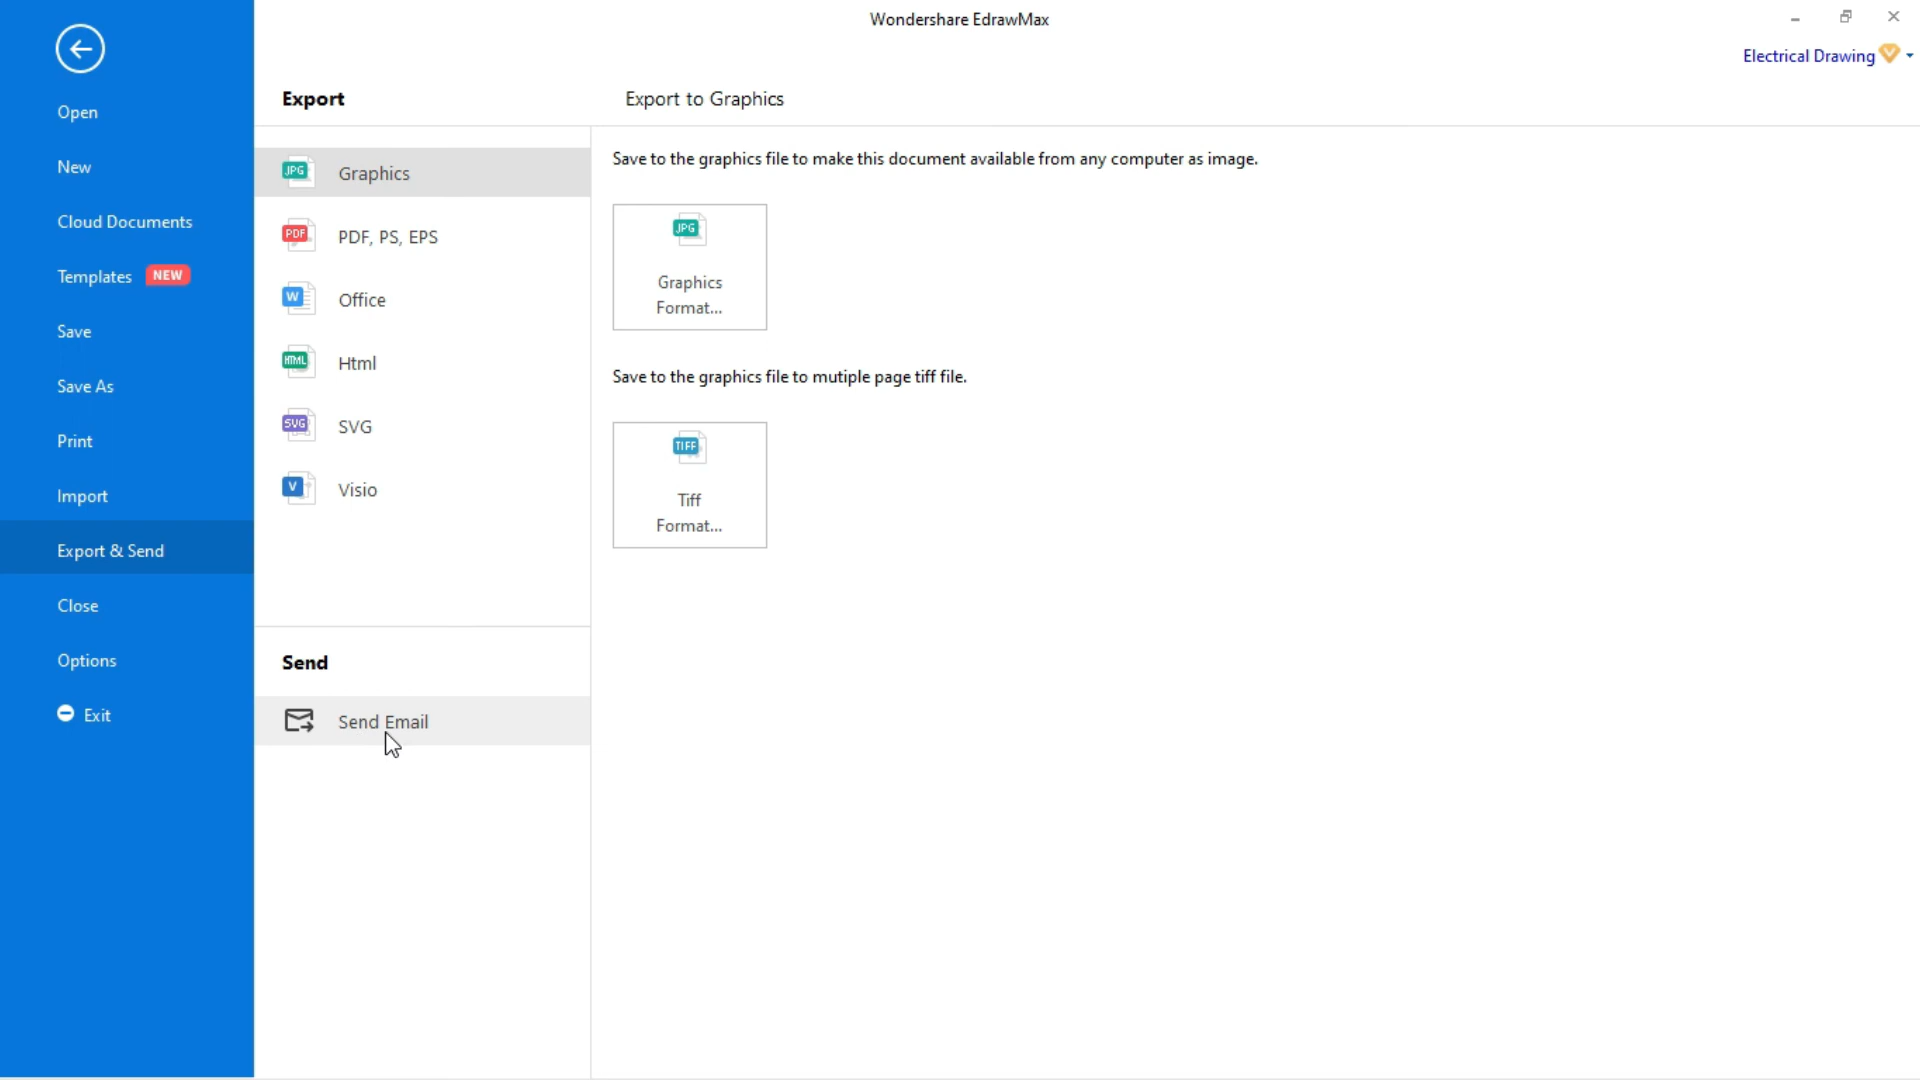 Wondershare EdrawMax
Electrical Drawing
Open
New
Cloud Documents
Templates NEW
Save
Save As
Print
Import
Export & Send
Close
Options
Exit
Export
JPG Graphics
PDF PDF, PS, EPS
W Office
HTML Html
SVG SVG
V Visio
Send
Send Email
Export to Graphics
Save to the graphics file to make this document available from any computer as image.
JPG
Graphics
Format...
Save to the graphics file to mutiple page tiff file.
TIFF
Tiff
Format...